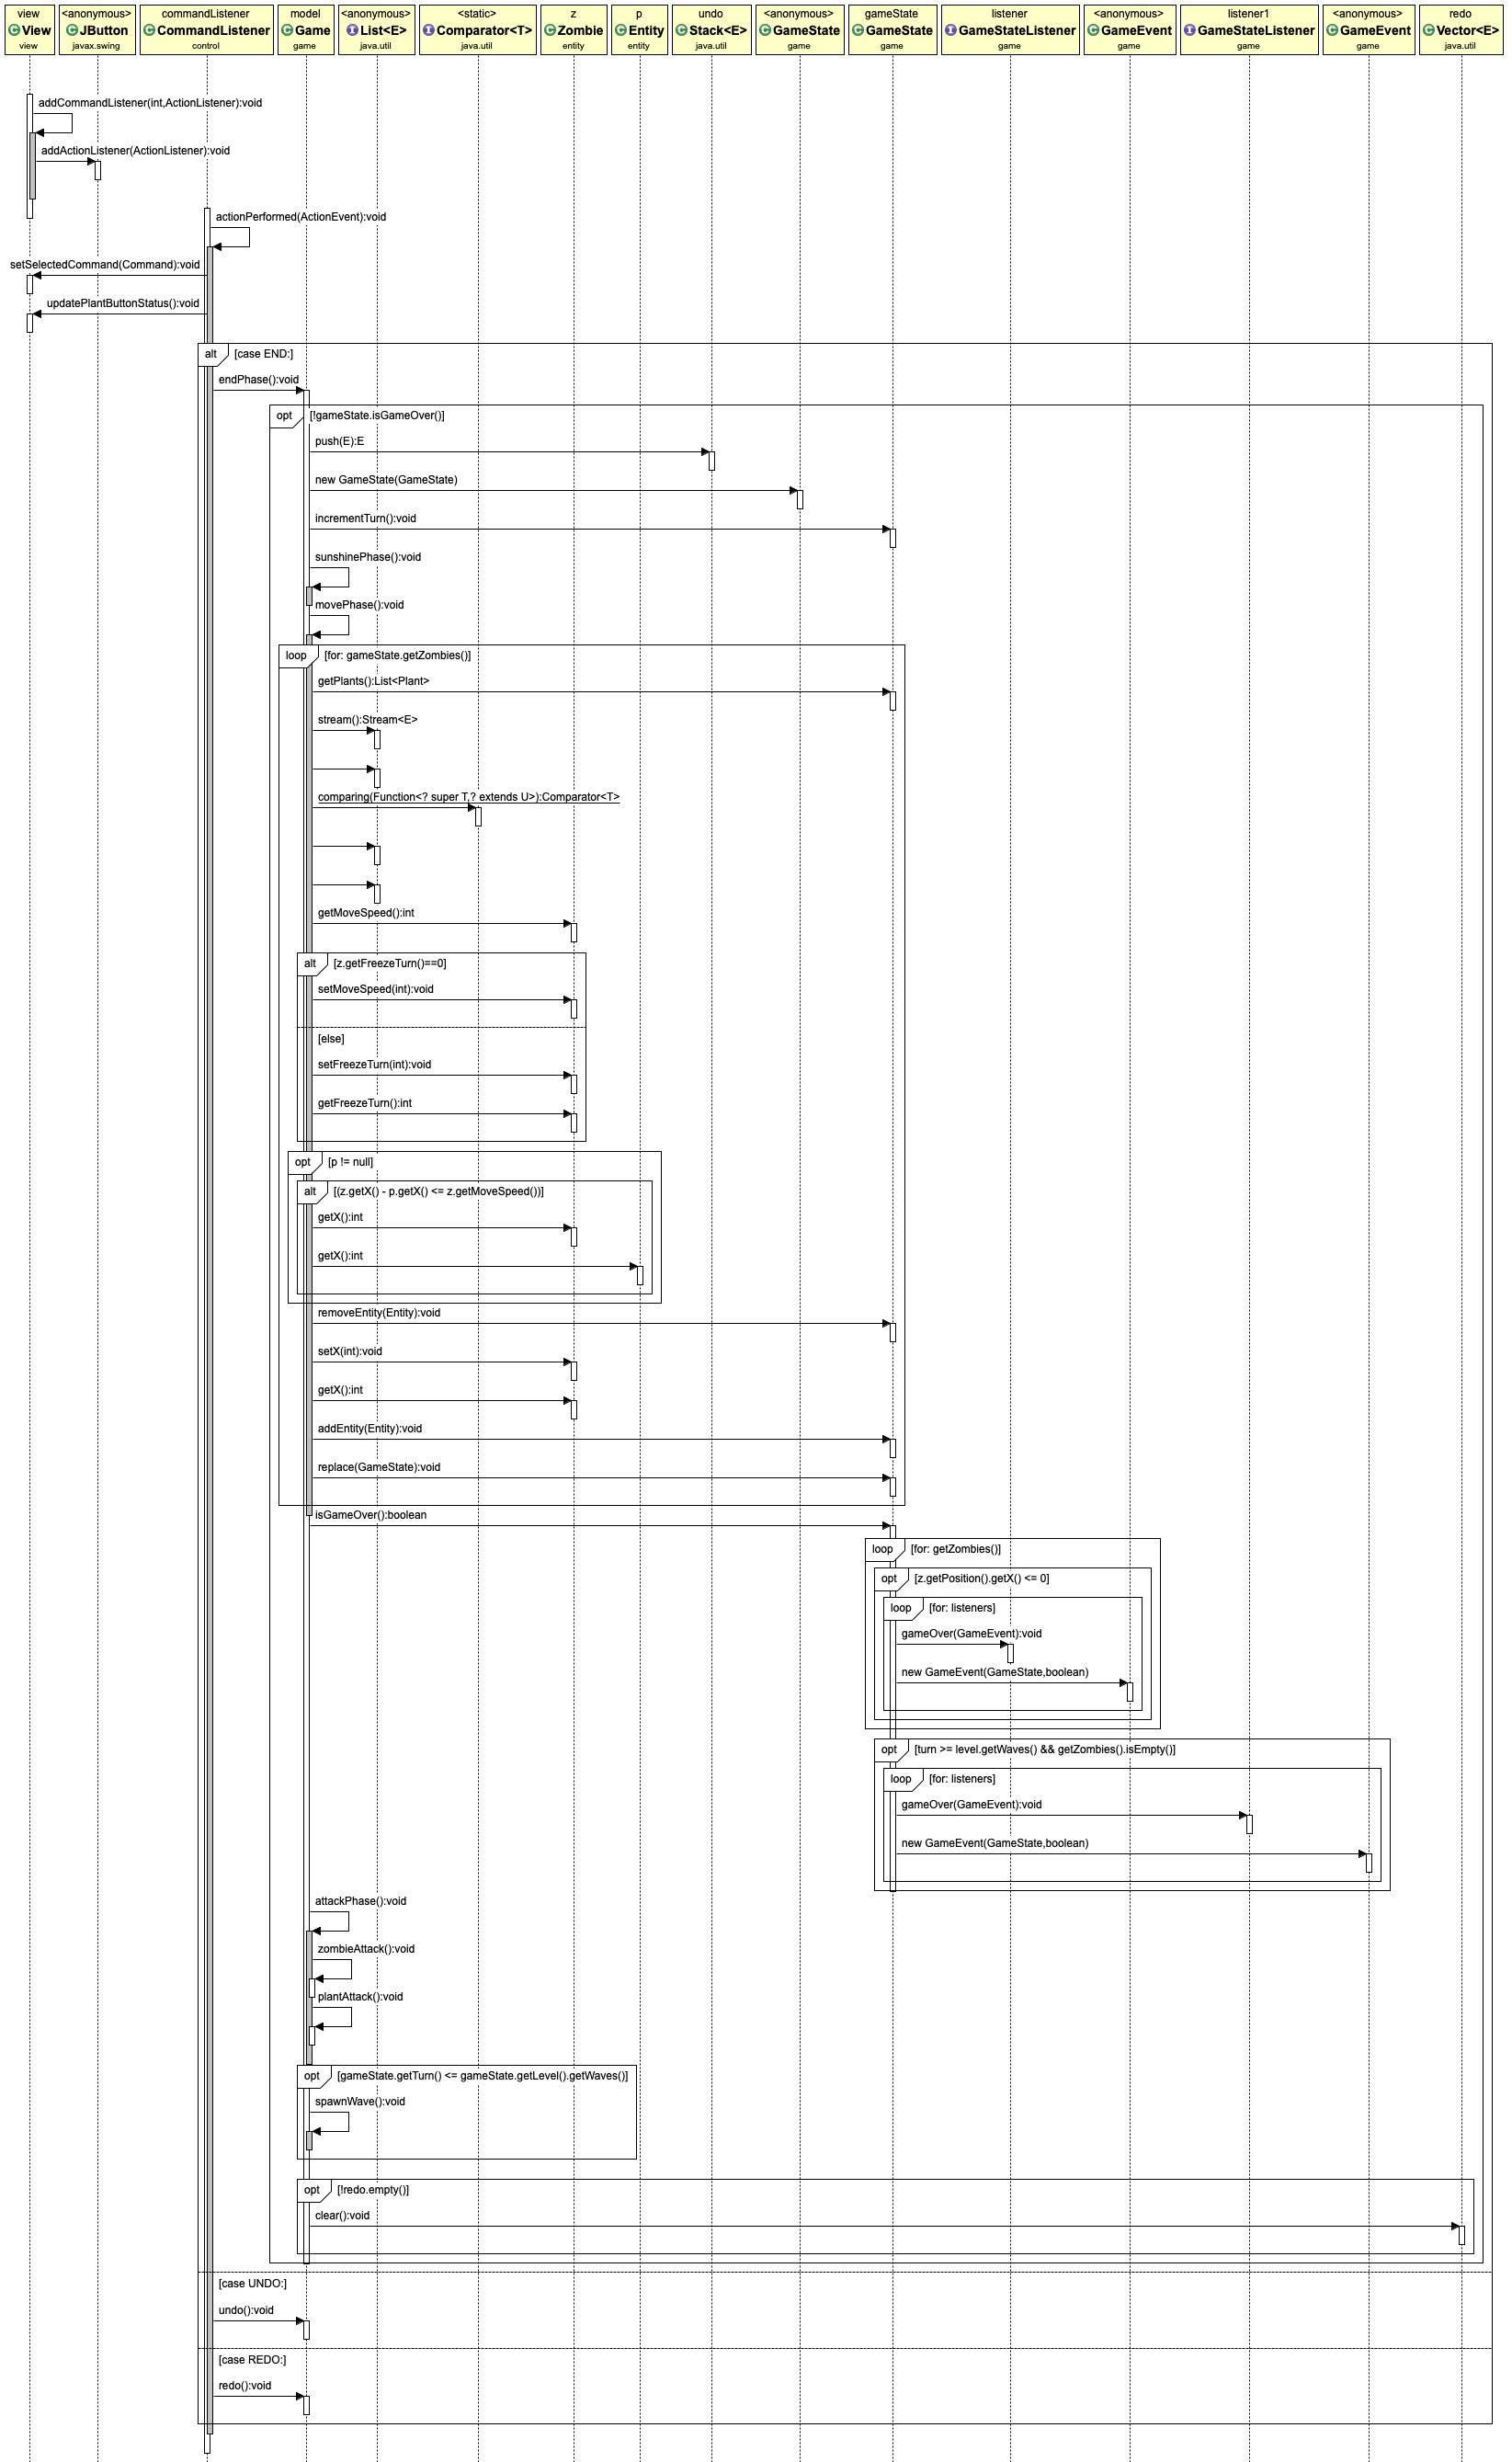 view <anonymous> commandListener model <anonymous> <static> z p undo <anonymous> gameState listener <anonymous> listener1 <anonymous> redo
C View C JButton C CommandListener C Game I List<E> I Comparator<T> C Zombie C Entity C Stack<E> C GameState C GameState I GameStateListener C GameEvent I GameStateListener C GameEvent C Vector<E>
view javax.swing control game java.util java.util entity entity java.util game game game game game game java.util
addCommandListener(int,ActionListener):void
addActionListener(ActionListener):void
actionPerformed(ActionEvent):void
setSelectedCommand(Command):void
updatePlantButtonStatus():void
alt [case END:]
endPhase():void
opt [!gameState.isGameOver()]
push(E):E
new GameState(GameState)
incrementTurn():void
sunshinePhase():void
movePhase():void
loop [for: gameState.getZombies()]
getPlants():List<Plant>
stream():Stream<E>
comparing(Function<? super T,? extends U>):Comparator<T>
getMoveSpeed():int
alt [z.getFreezeTurn()==0]
setMoveSpeed(int):void
[else]
setFreezeTurn(int):void
getFreezeTurn():int
opt [p != null]
alt [(z.getX() - p.getX() <= z.getMoveSpeed())]
getX():int
getX():int
removeEntity(Entity):void
setX(int):void
getX():int
addEntity(Entity):void
replace(GameState):void
isGameOver():boolean
loop [for: getZombies()]
opt [z.getPosition().getX() <= 0]
loop [for: listeners]
gameOver(GameEvent):void
new GameEvent(GameState,boolean)
opt [turn >= level.getWaves() && getZombies().isEmpty()]
loop [for: listeners]
gameOver(GameEvent):void
new GameEvent(GameState,boolean)
attackPhase():void
zombieAttack():void
plantAttack():void
opt [gameState.getTurn() <= gameState.getLevel().getWaves()]
spawnWave():void
opt [!redo.empty()]
clear():void
[case UNDO:]
undo():void
[case REDO:]
redo():void